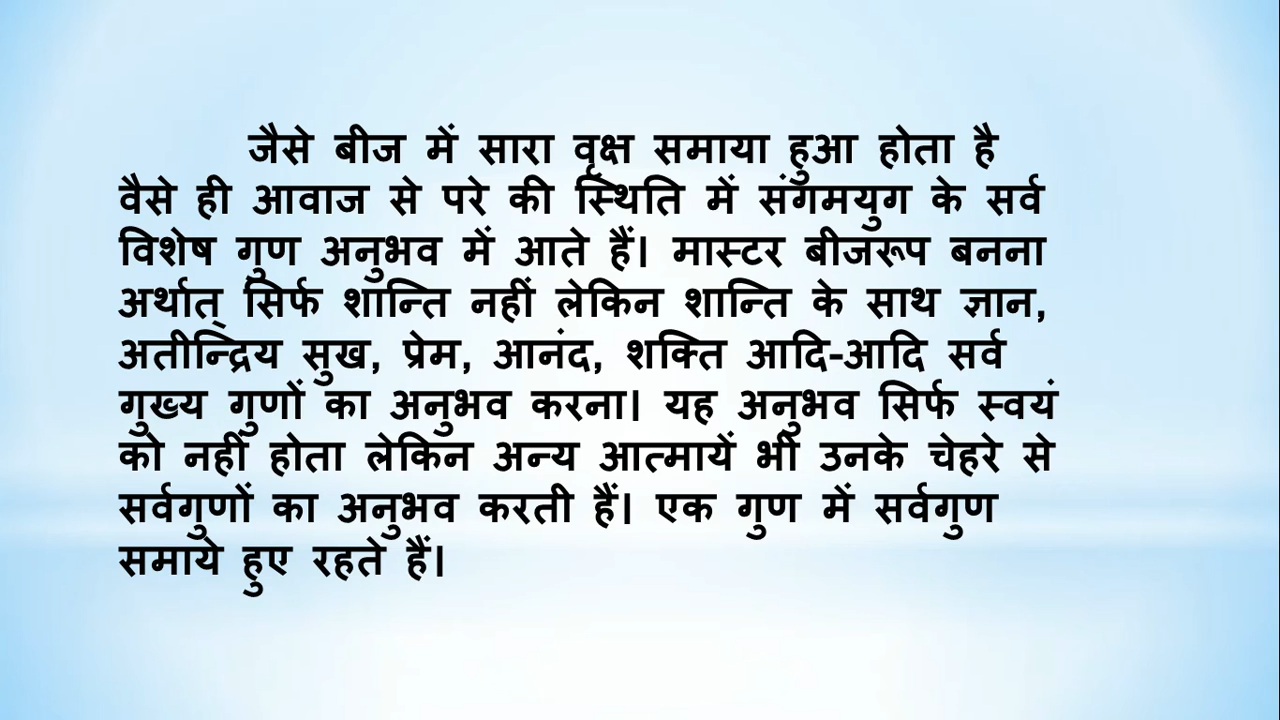 जैसे बीज में सारा वृक्ष समाया हुआ होता है
वैसे ही आवाज से परे की स्थिति में संगमयुग के सर्व
विशेष गुण अनुभव में आते हैं। मास्टर बीजरूप बनना
अर्थात् सिर्फ शान्ति नहीं लेकिन शान्ति के साथ ज्ञान,
अतीन्द्रिय सुख, प्रेम, आनंद, शक्ति आदि-आदि सर्व
गुख्य गुणों का अनुभव करना। यह अनुभव सिर्फ स्वयं
को नहीं होता लेकिन अन्य आत्मायें भी उनके चेहरे से
सर्वगुणों का अनुभव करती हैं। एक गुण में सर्वगुण
समाये हुए रहते हैं।